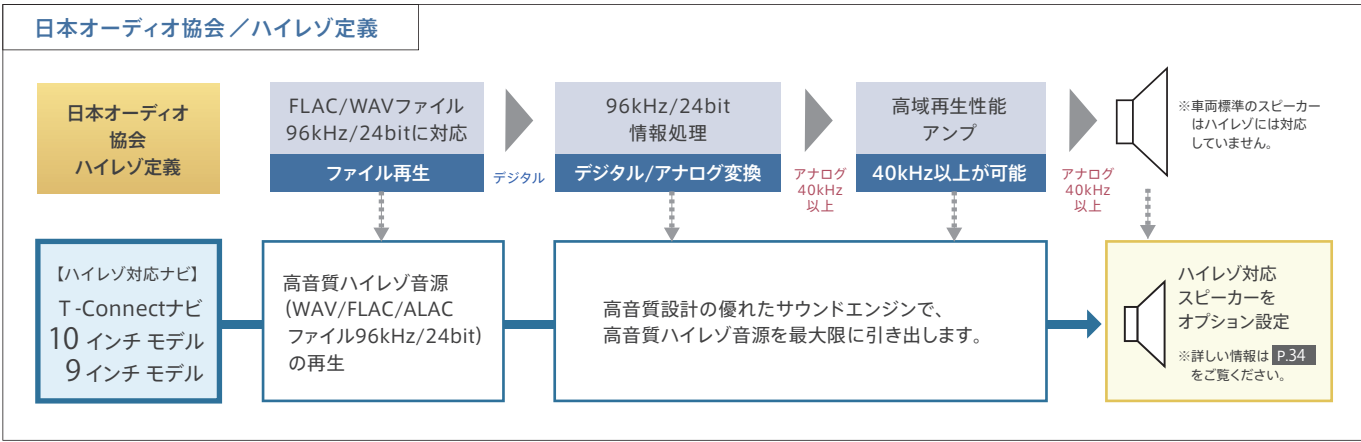 日本オーディオ協会／ハイレゾ定義
日本オーディオ
協会
ハイレゾ定義
FLAC/WAVファイル
96kHz/24bitに対応
ファイル再生
デジタル
96kHz/24bit
情報処理
デジタル/アナログ変換
アナログ
40kHz
以上
高域再生性能
アンプ
40kHz以上が可能
アナログ
40kHz
以上
※車両標準のスピーカー
はハイレゾには対応
していません。
【ハイレゾ対応ナビ】
T-Connectナビ
10 インチ モデル
9 インチ モデル
高音質ハイレゾ音源
(WAV/FLAC/ALAC
ファイル96kHz/24bit)
の再生
高音質設計の優れたサウンドエンジンで、
高音質ハイレゾ音源を最大限に引き出します。
ハイレゾ対応
スピーカーを
オプション設定
※詳しい情報は P.34
をご覧ください。